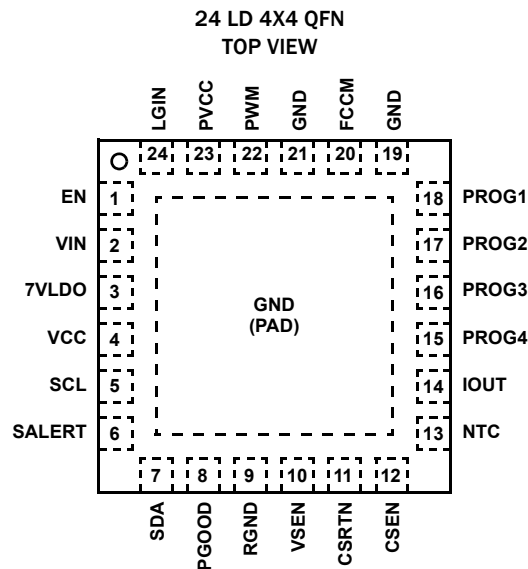 24 LD 4X4 QFN
TOP VIEW
LGIN
PVCC
PWM
GND
FCCM
GND
24 23 22 21 20 19
EN 1
18 PROG1
VIN 2
17 PROG2
7VLDO 3
16 PROG3
VCC 4
15 PROG4
SCL 5
14 IOUT
SALERT 6
13 NTC
GND
(PAD)
7 8 9 10 11 12
SDA
PGOOD
RGND
VSEN
CSRTN
CSEN